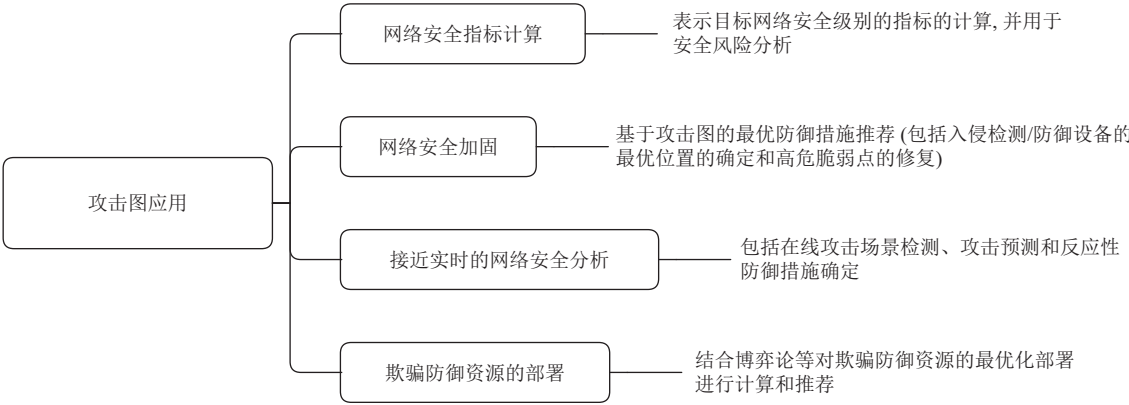 攻击图应用
网络安全指标计算
表示目标网络安全级别的指标的计算, 并用于
安全风险分析
网络安全加固
基于攻击图的最优防御措施推荐 (包括入侵检测/防御设备的
最优位置的确定和高危脆弱点的修复)
接近实时的网络安全分析
包括在线攻击场景检测、攻击预测和反应性
防御措施确定
欺骗防御资源的部署
结合博弈论等对欺骗防御资源的最优化部署
进行计算和推荐